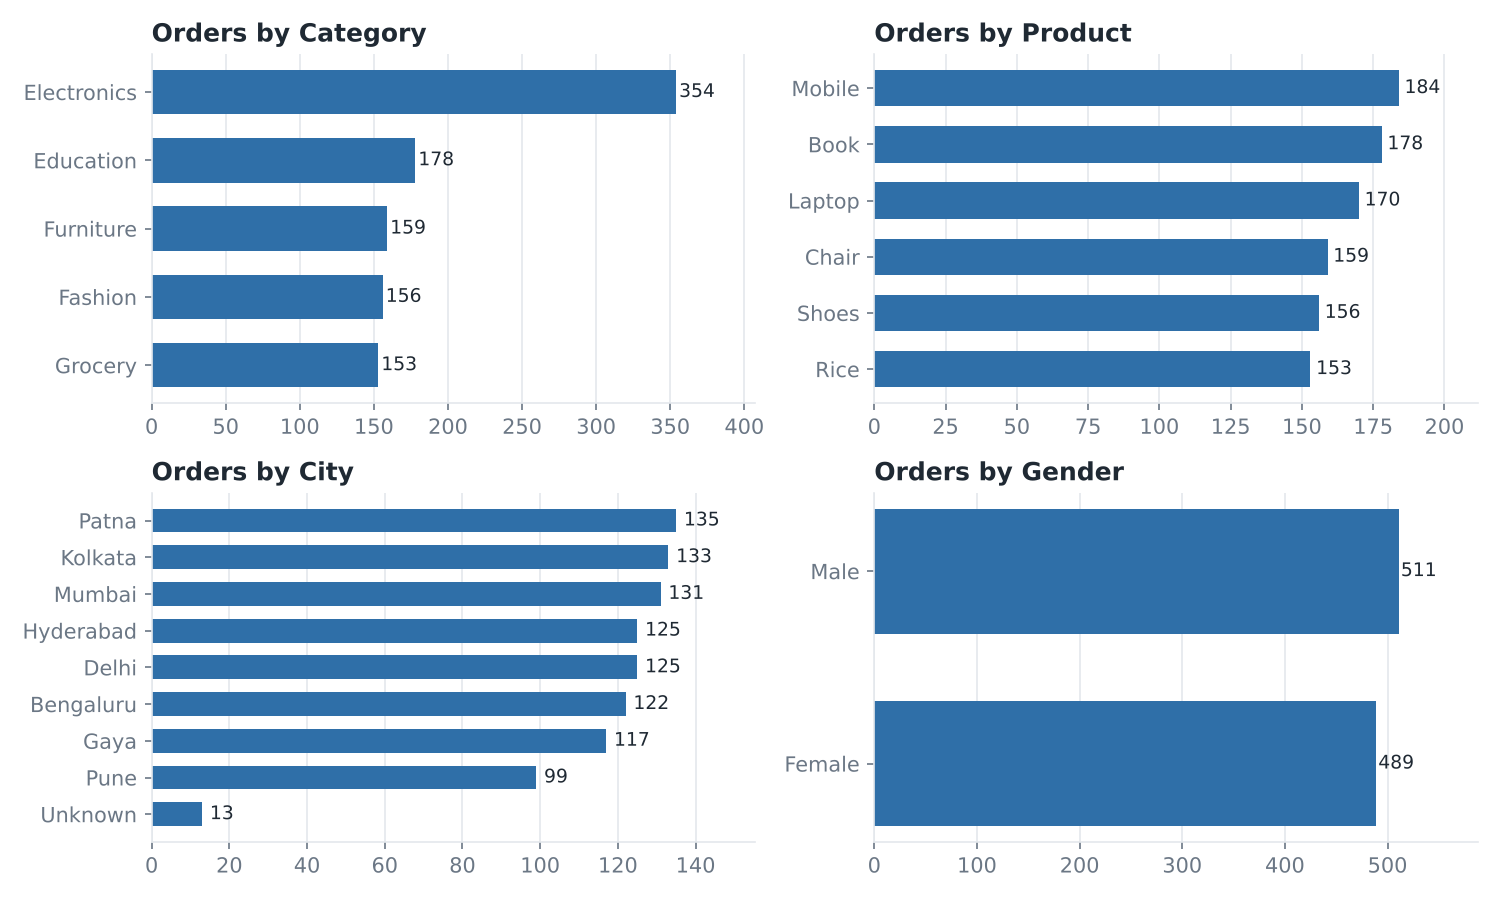 Orders by Category
Electronics 354
Education 178
Furniture 159
Fashion 156
Grocery 153
0 50 100 150 200 250 300 350 400
Orders by Product
Mobile 184
Book 178
Laptop 170
Chair 159
Shoes 156
Rice 153
0 25 50 75 100 125 150 175 200
Orders by City
Patna 135
Kolkata 133
Mumbai 131
Hyderabad 125
Delhi 125
Bengaluru 122
Gaya 117
Pune 99
Unknown 13
0 20 40 60 80 100 120 140
Orders by Gender
Male 511
Female 489
0 100 200 300 400 500